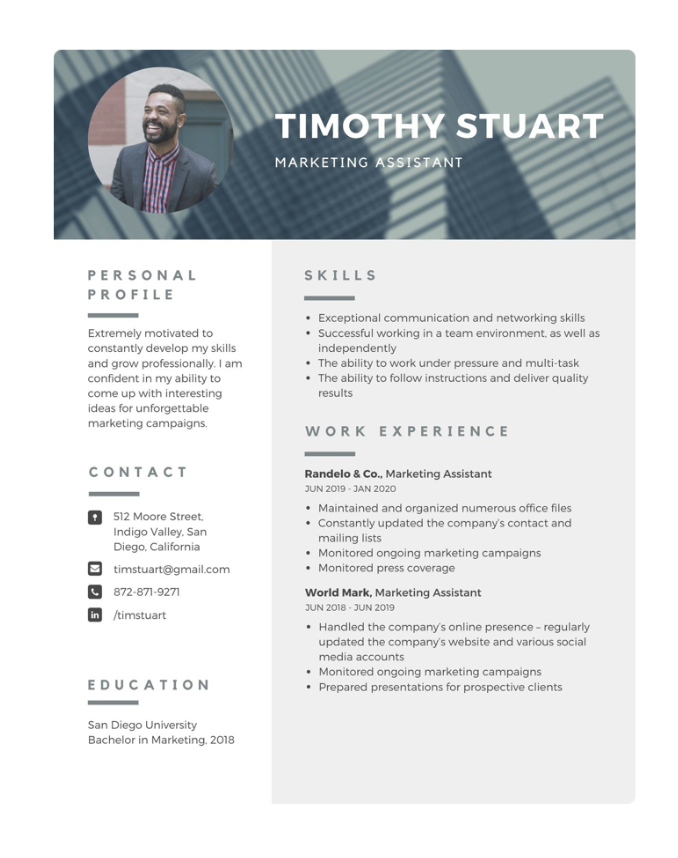 TIMOTHY STUART
MARKETING ASSISTANT
PERSONAL
PROFILE
Extremely motivated to
constantly develop my skills
and grow professionally. I am
confident in my ability to
come up with interesting
ideas for unforgettable
marketing campaigns.
CONTACT
512 Moore Street,
Indigo Valley, San
Diego, California
timstuart@gmail.com
872-871-9271
in /timstuart
EDUCATION
San Diego University
Bachelor in Marketing, 2018
SKILLS
• Exceptional communication and networking skills
• Successful working in a team environment, as well as
independently
• The ability to work under pressure and multi-task
• The ability to follow instructions and deliver quality
results
WORK EXPERIENCE
Randelo & Co., Marketing Assistant
JUN 2019 - JAN 2020
• Maintained and organized numerous office files
• Constantly updated the company's contact and
mailing lists
• Monitored ongoing marketing campaigns
• Monitored press coverage
World Mark, Marketing Assistant
JUN 2018 - JUN 2019
• Handled the company's online presence – regularly
updated the company's website and various social
media accounts
• Monitored ongoing marketing campaigns
• Prepared presentations for prospective clients